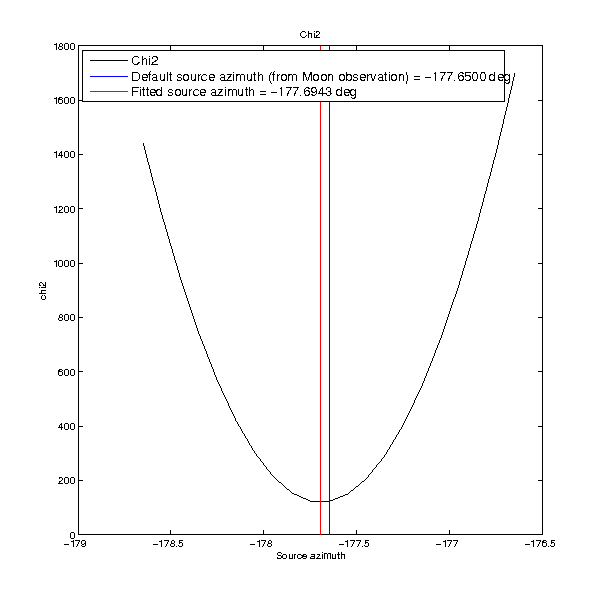 Chi2
1800
1600
1400
1200
1000
800
600
400
200
0
chi2
Chi2
Default source azimuth (from Moon observation) = −177.6500 deg
Fitted source azimuth = −177.6943 deg
−179
−178.5
−178
−177.5
−177
−176.5
Source azimuth